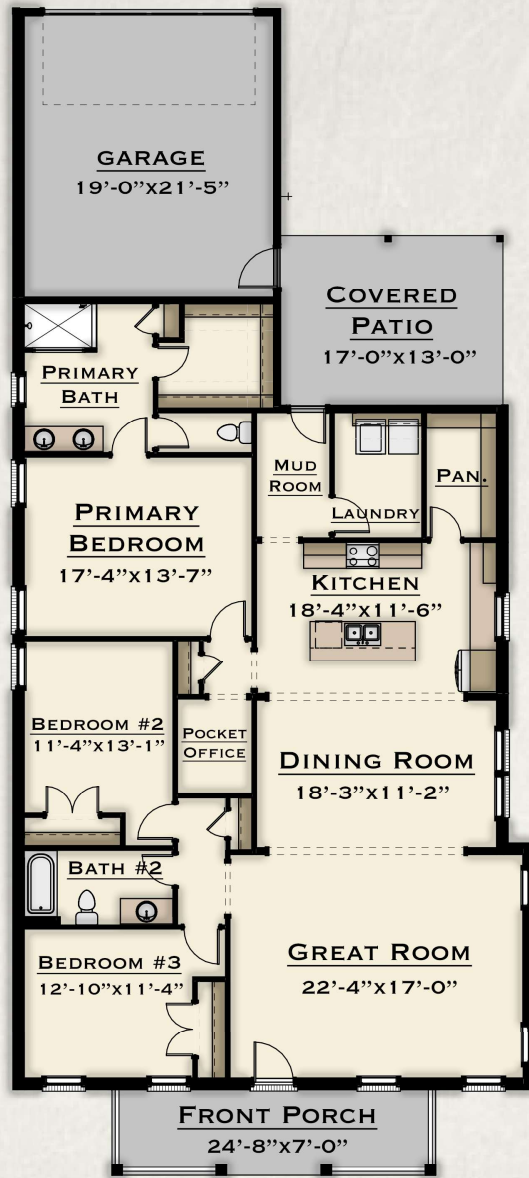 GARAGE
19'-0"x21'-5"
COVERED
PATIO
17'-0"x13'-0"
PRIMARY
BATH
MUD
ROOM
LAUNDRY
PAN.
PRIMARY
BEDROOM
17'-4"x13'-7"
KITCHEN
18'-4"x11'-6"
BEDROOM #2
11'-4"x13'-1"
POCKET
OFFICE
DINING ROOM
18'-3"x11'-2"
BATH #2
GREAT ROOM
22'-4"x17'-0"
BEDROOM #3
12'-10"x11'-4"
FRONT PORCH
24'-8"x7'-0"